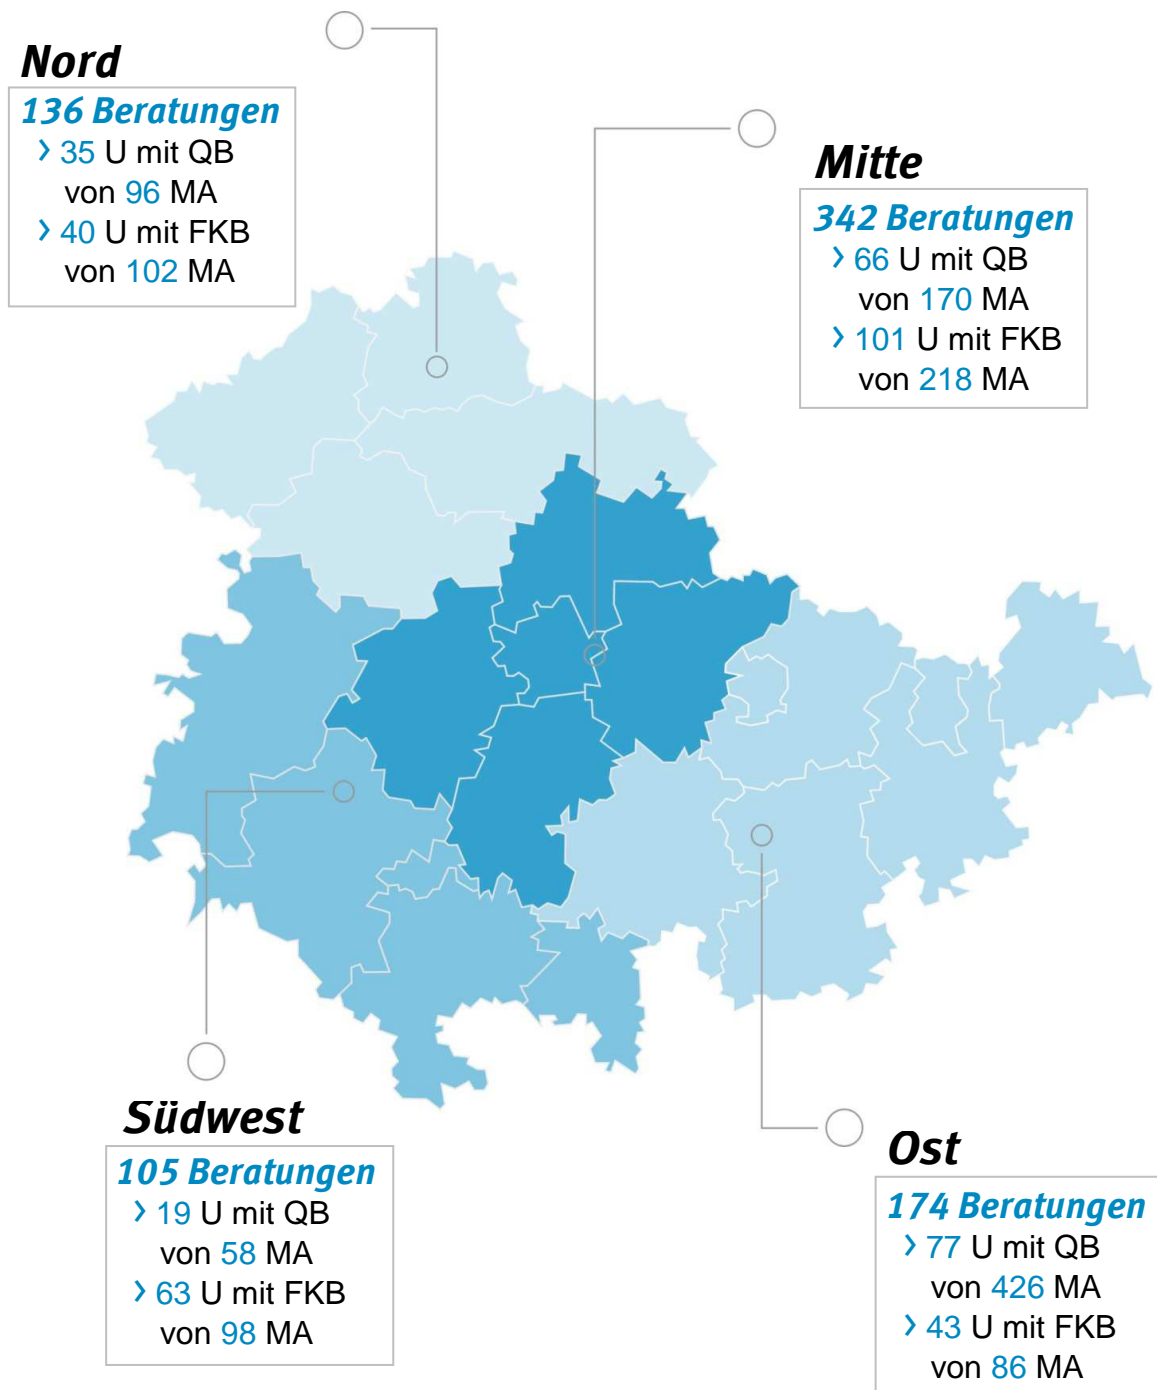 Nord
136 Beratungen
› 35 U mit QB
von 96 MA
› 40 U mit FKB
von 102 MA
Mitte
342 Beratungen
› 66 U mit QB
von 170 MA
› 101 U mit FKB
von 218 MA
Südwest
105 Beratungen
› 19 U mit QB
von 58 MA
› 63 U mit FKB
von 98 MA
Ost
174 Beratungen
› 77 U mit QB
von 426 MA
› 43 U mit FKB
von 86 MA